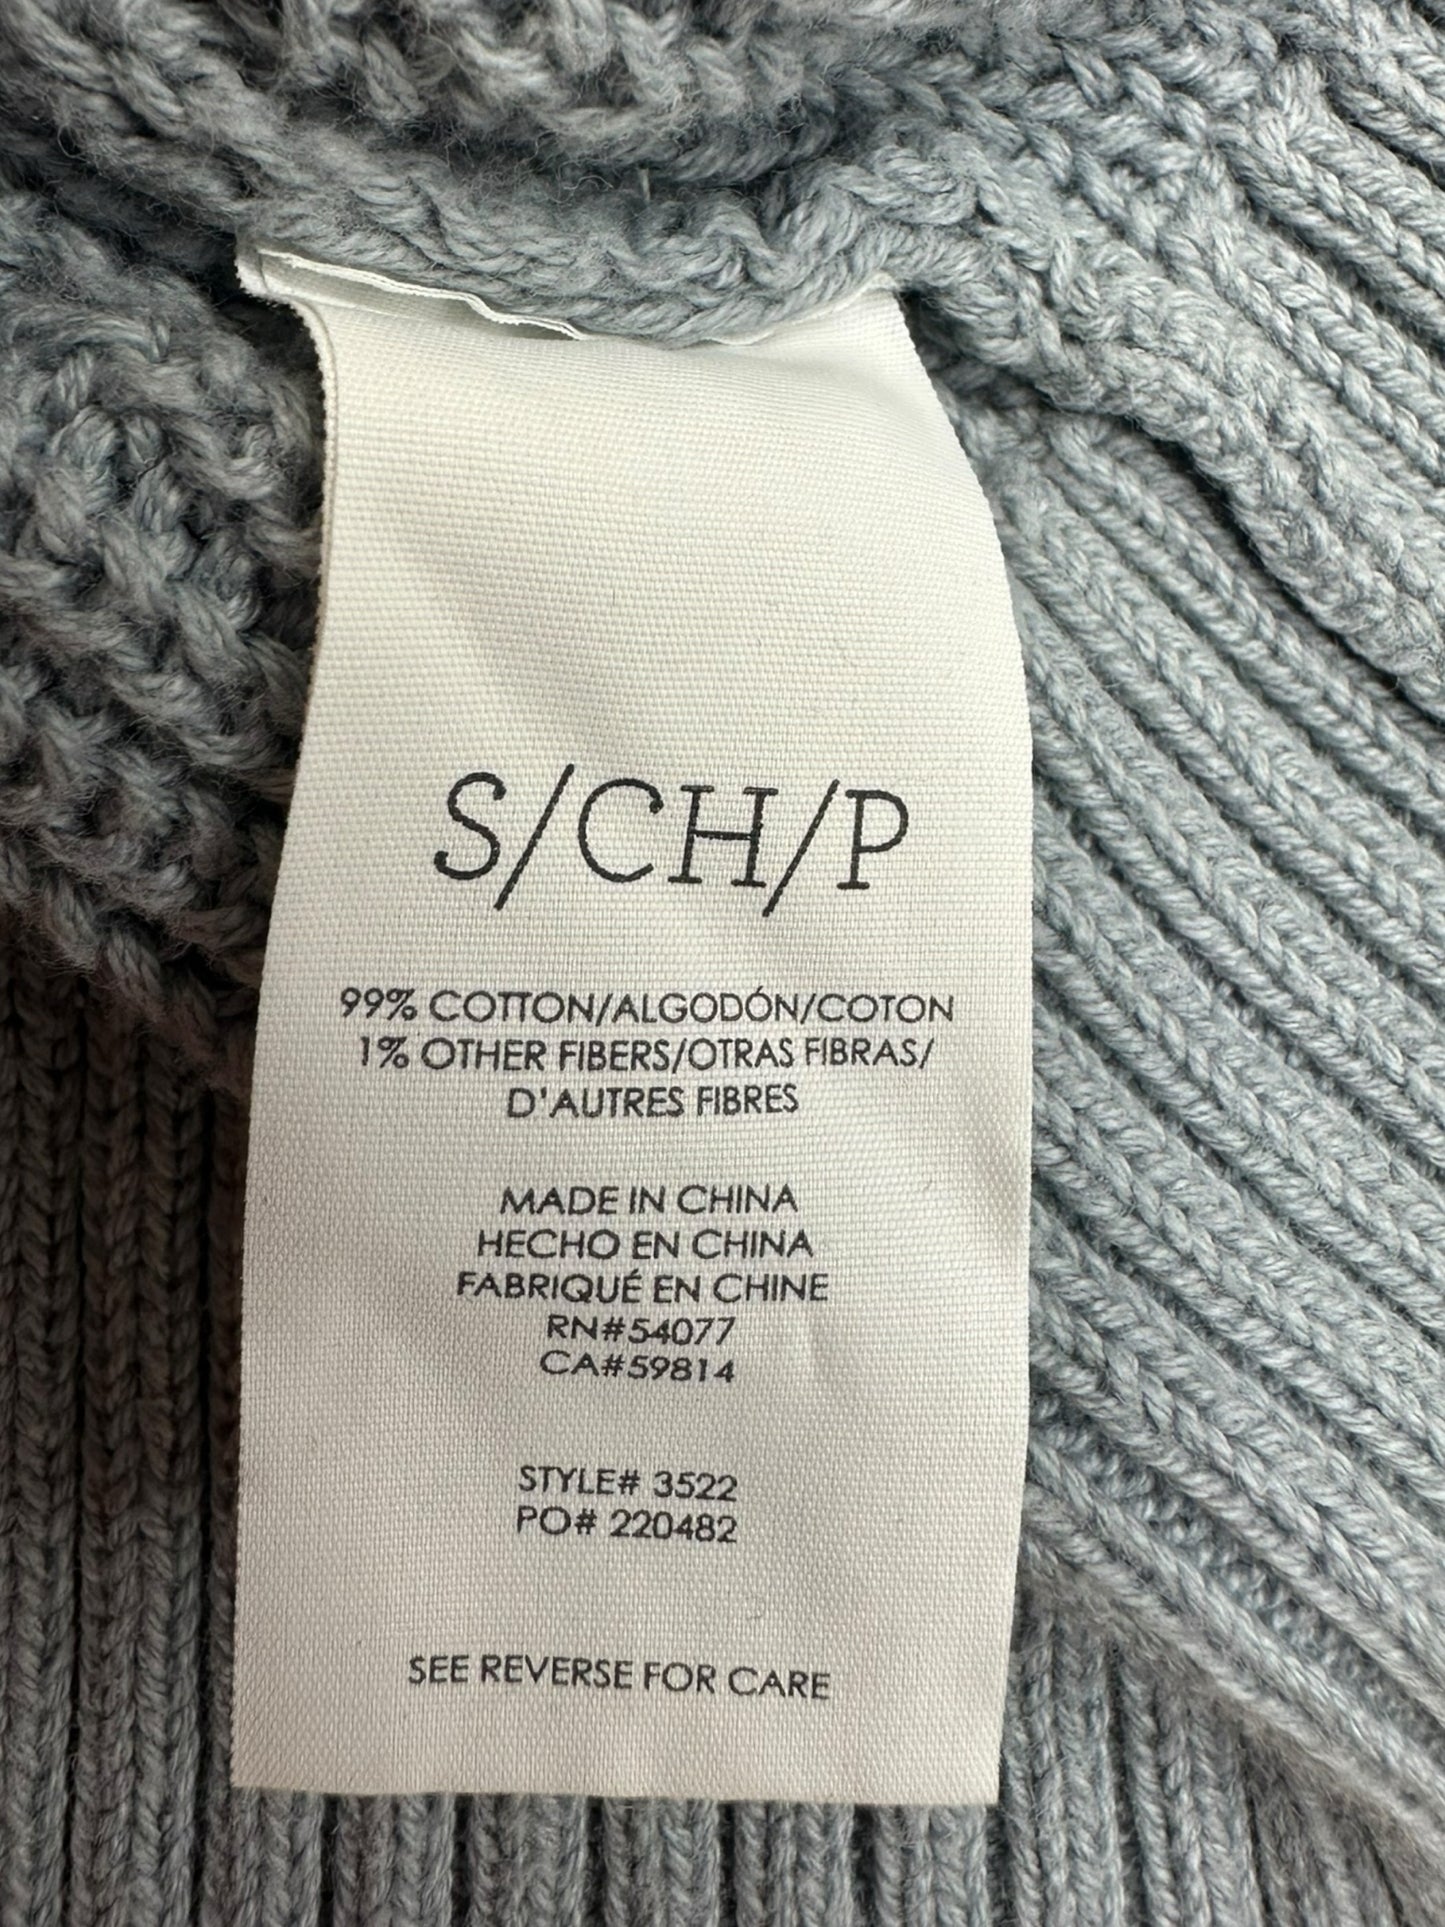 S/CH/P
99% COTTON/ALGODÓN/COTON
1% OTHER FIBERS/OTRAS FIBRAS/
D'AUTRES FIBRES
MADE IN CHINA
HECHO EN CHINA
FABRIQUÉ EN CHINE
RN#54077
CA#59814
STYLE# 3522
PO# 220482
SEE REVERSE FOR CARE